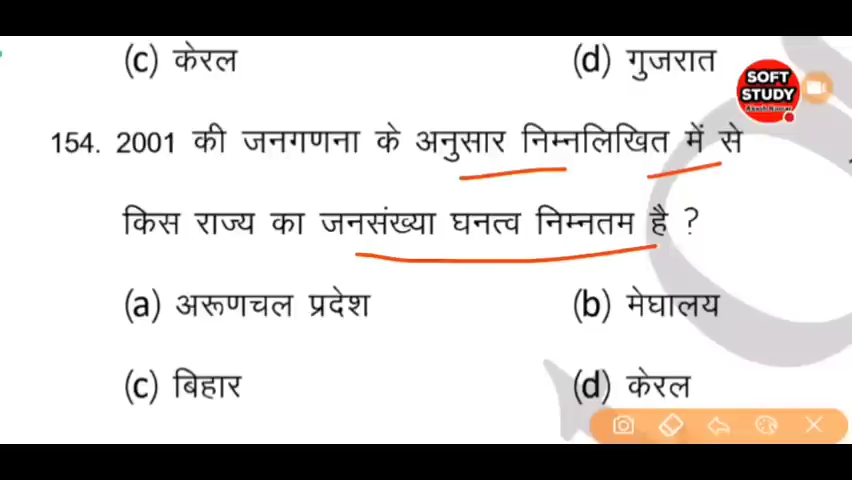 (c) केरल (d) गुजरात
SOFT
STUDY
154. 2001 की जनगणना के अनुसार निम्नलिखित में से
किस राज्य का जनसंख्या घनत्व निम्नतम है ?
(a) अरूणचल प्रदेश (b) मेघालय
(c) बिहार (d) केरल